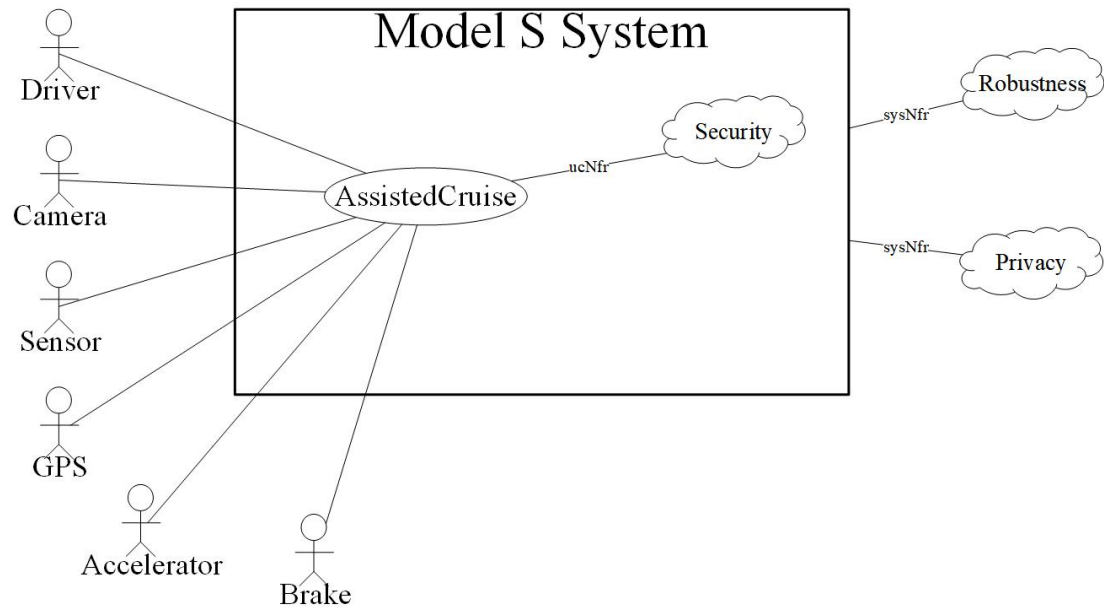 Model S System
Driver
Robustness
sysNfr
Security
ucNfr
Camera
AssistedCruise
sysNfr
Privacy
Sensor
GPS
Accelerator
Brake